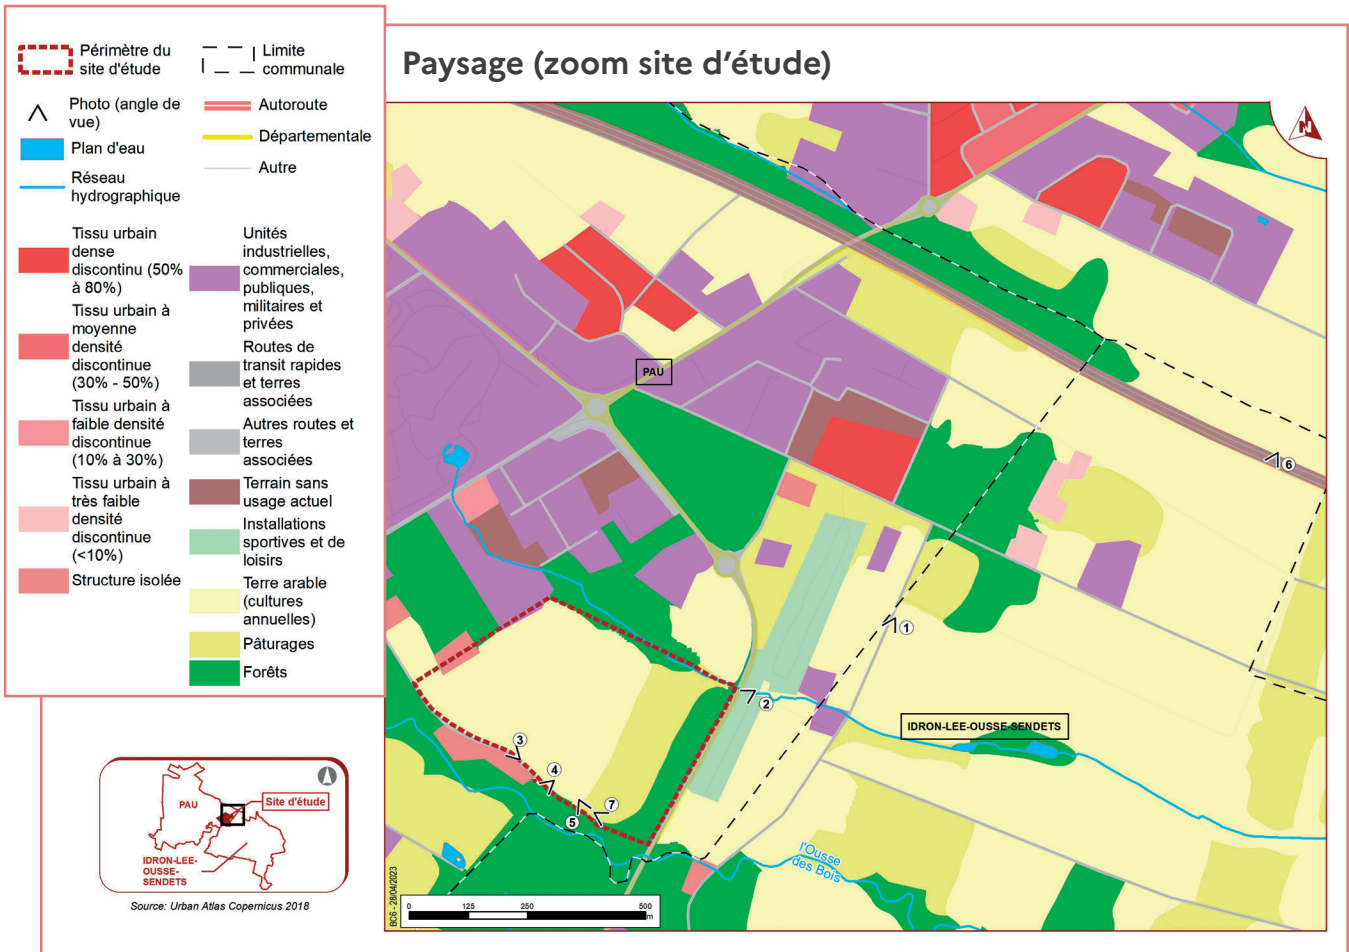 Paysage (zoom site d'étude)
Périmètre du
site d'étude
Photo (angle de
vue)
Plan d'eau
Réseau
hydrographique
Limite
communale
Autoroute
Départementale
Autre
Tissu urbain
dense
discontinu (50%
à 80%)
Tissu urbain à
moyenne
densité
discontinue
(30% - 50%)
Tissu urbain à
faible densité
discontinue
(10% à 30%)
Tissu urbain à
très faible
densité
discontinue
(<10%)
Structure isolée
Unités
industrielles,
commerciales,
publiques,
militaires et
privées
Routes de
transit rapides
et terres
associées
Autres routes et
terres
associées
Terrain sans
usage actuel
Installations
sportives et de
loisirs
Terre arable
(cultures
annuelles)
Pâturages
Forêts
N
PAU
6
1
2
IDRON-LEE-OUSSE-SENDETS
3
4
5
7
l'Ousse
des Bois
BC6 - 28/04/2023
0 125 250 500
m
PAU
Site d'étude
IDRON-LEE-
OUSSE-
SENDETS
Source: Urban Atlas Copernicus 2018